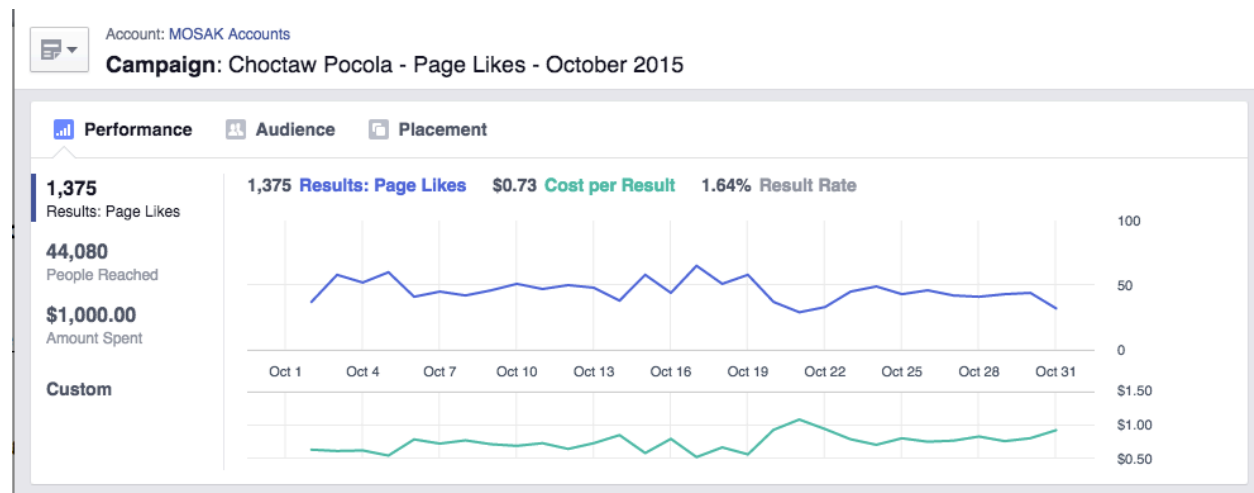 Account: MOSAK Accounts
Campaign: Choctaw Pocola - Page Likes - October 2015
Performance Audience Placement
1,375
Results: Page Likes
44,080
People Reached
$1,000.00
Amount Spent
Custom
1,375 Results: Page Likes $0.73 Cost per Result 1.64% Result Rate
100
50
0
Oct 1 Oct 4 Oct 7 Oct 10 Oct 13 Oct 16 Oct 19 Oct 22 Oct 25 Oct 28 Oct 31
$1.50
$1.00
$0.50